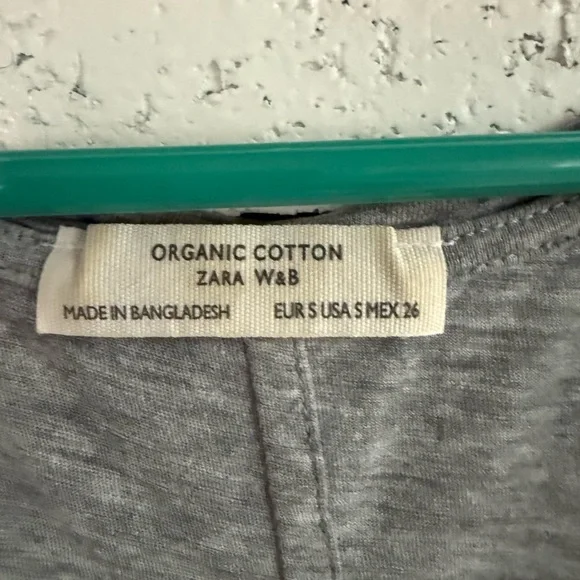 ORGANIC COTTON
ZARA W&B
MADE IN BANGLADESH EUR S USA S MEX 26